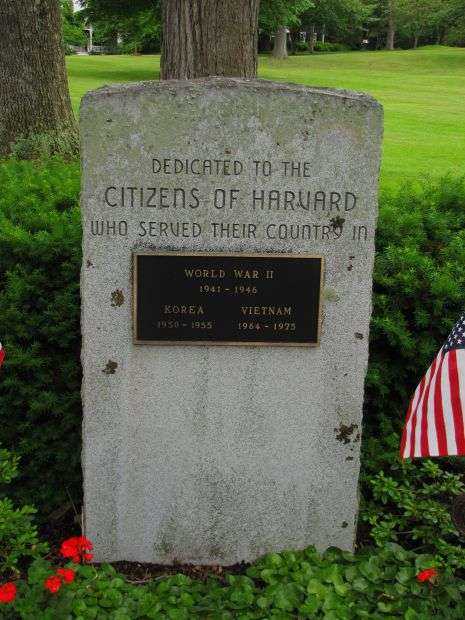 DEDICATED TO THE
CITIZENS OF HARVARD
WHO SERVED THEIR COUNTRY IN
WORLD WAR II
1941 - 1946
KOREA VIETNAM
1950 - 1955 1964 - 1975